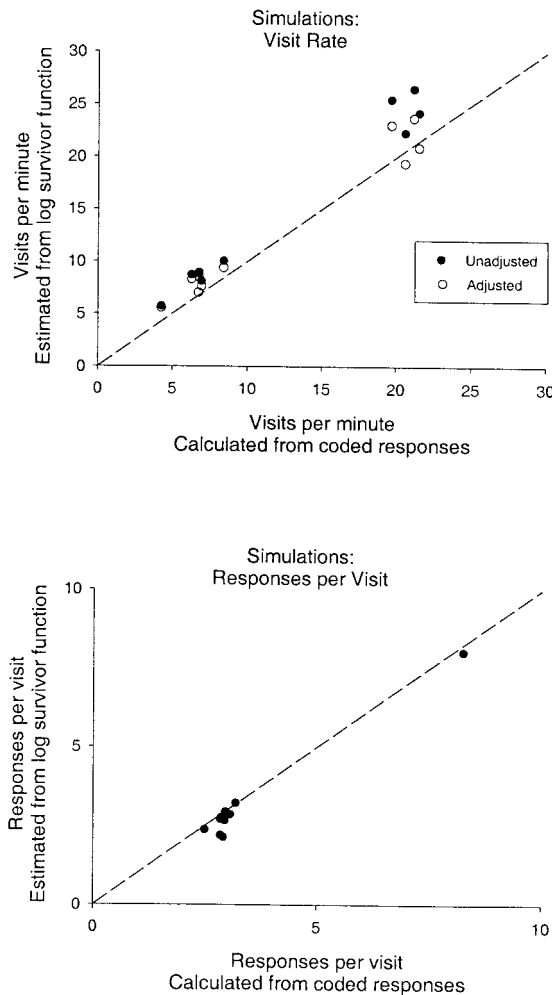 Simulations:
Visit Rate
30
25
20
15
10
5
0
Visits per minute
Estimated from log survivor function
Unadjusted
Adjusted
0 5 10 15 20 25 30
Visits per minute
Calculated from coded responses
Simulations:
Responses per Visit
10
5
0
Responses per visit
Estimated from log survivor function
0 5 10
Responses per visit
Calculated from coded responses